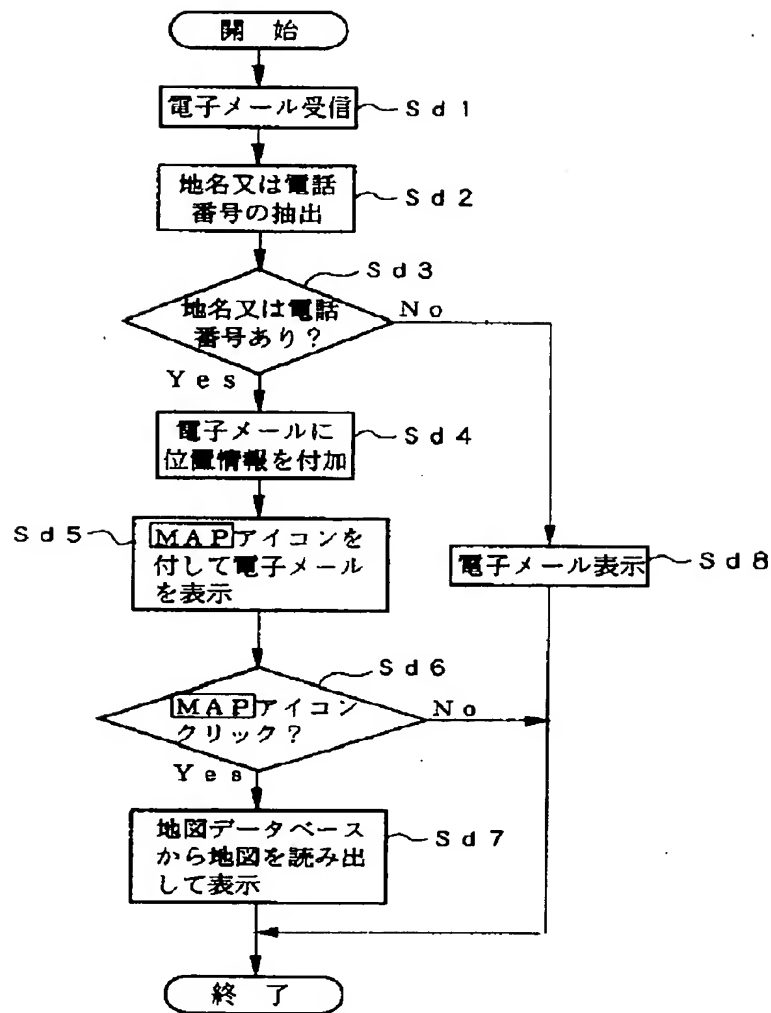 開 始
電子メール受信
Sd1
地名又は電話
番号の抽出
Sd2
Sd3
地名又は電話
番号あり?
No
Yes
電子メールに
位置情報を付加
Sd4
Sd5
MAPアイコンを
付して電子メール
を表示
電子メール表示
Sd8
Sd6
MAPアイコン
クリック?
No
Yes
地図データベース
から地図を読み出
して表示
Sd7
終 了